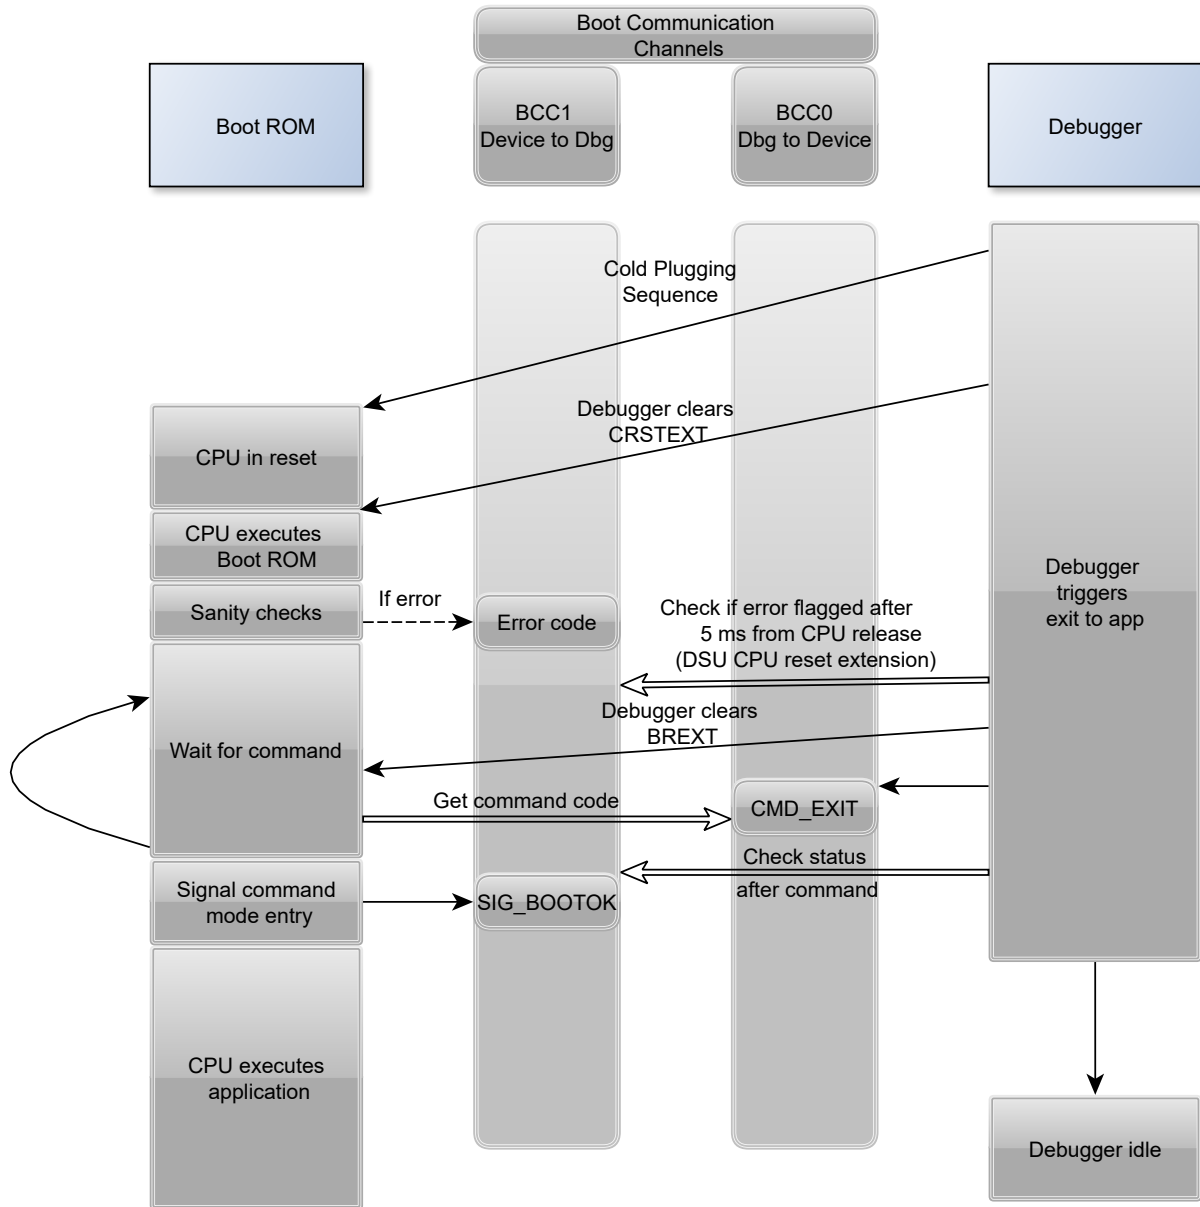 Boot Communication
Channels
Boot ROM
BCC1
Device to Dbg
BCC0
Dbg to Device
Debugger
Cold Plugging
Sequence
Debugger clears
CRSTEXT
CPU in reset
CPU executes
Boot ROM
Sanity checks
If error
Error code
Check if error flagged after
5 ms from CPU release
(DSU CPU reset extension)
Debugger
triggers
exit to app
Debugger clears
BREXT
Wait for command
Get command code
CMD_EXIT
Check status
after command
Signal command
mode entry
SIG_BOOTOK
CPU executes
application
Debugger idle